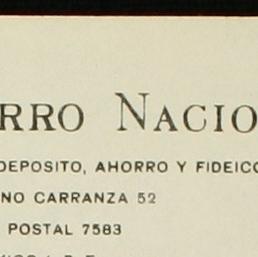 RRO NACIO
DEPOSITO, AHORRO Y FIDEICO
NO CARRANZA 52
POSTAL 7583